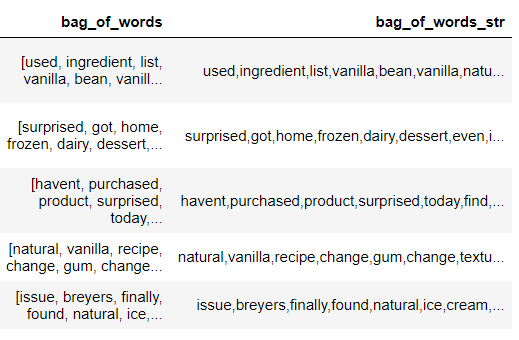 bag_of_words bag_of_words_str
[used, ingredient, list,
vanilla, bean, vanill... used,ingredient,list,vanilla,bean,vanilla,natu...
[surprised, got, home,
frozen, dairy, dessert,... surprised,got,home,frozen,dairy,dessert,even,i...
[havent, purchased,
product, surprised, havent,purchased,product,surprised,today,find,...
today,...
[natural, vanilla, recipe,
change, gum, change... natural,vanilla,recipe,change,gum,change,textu...
[issue, breyers, finally,
found, natural, ice,... issue,breyers,finally,found,natural,ice,cream,...